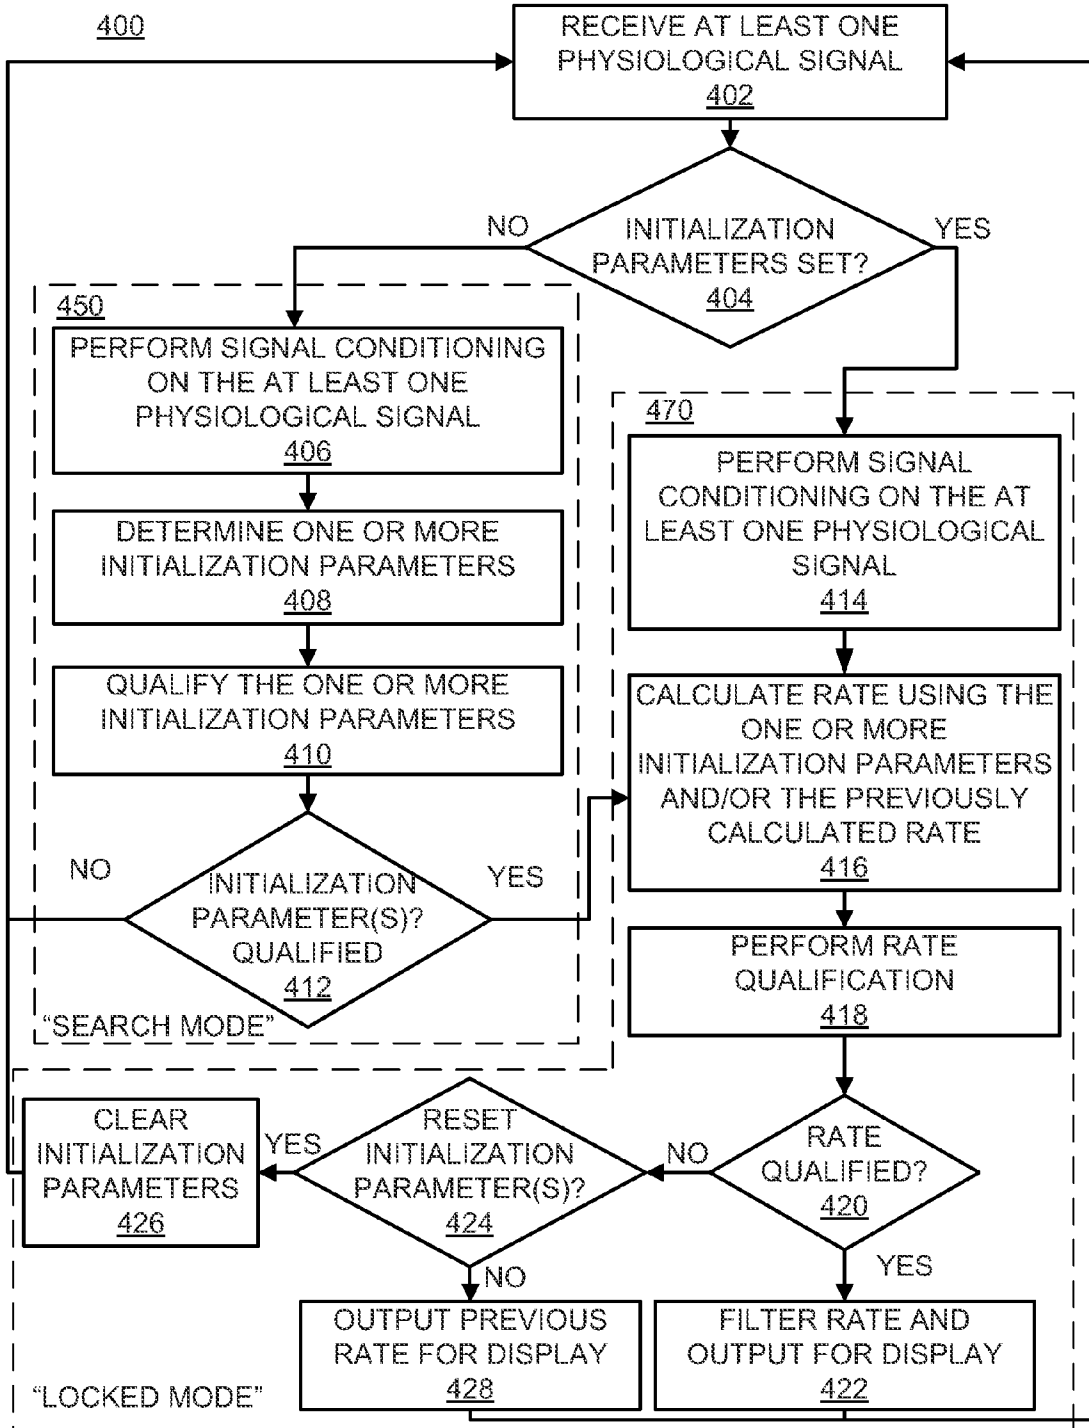 400
RECEIVE AT LEAST ONE
PHYSIOLOGICAL SIGNAL
402
NO
INITIALIZATION
PARAMETERS SET?
404
YES
450
PERFORM SIGNAL CONDITIONING
ON THE AT LEAST ONE
PHYSIOLOGICAL SIGNAL
406
DETERMINE ONE OR MORE
INITIALIZATION PARAMETERS
408
QUALIFY THE ONE OR MORE
INITIALIZATION PARAMETERS
410
NO
INITIALIZATION
PARAMETER(S)?
QUALIFIED
412
YES
“SEARCH MODE”
470
PERFORM SIGNAL
CONDITIONING ON THE AT
LEAST ONE PHYSIOLOGICAL
SIGNAL
414
CALCULATE RATE USING THE
ONE OR MORE
INITIALIZATION PARAMETERS
AND/OR THE PREVIOUSLY
CALCULATED RATE
416
PERFORM RATE
QUALIFICATION
418
RATE
QUALIFIED?
420
NO
YES
RESET
INITIALIZATION
PARAMETER(S)?
424
YES
NO
CLEAR
INITIALIZATION
PARAMETERS
426
OUTPUT PREVIOUS
RATE FOR DISPLAY
428
FILTER RATE AND
OUTPUT FOR DISPLAY
422
“LOCKED MODE”